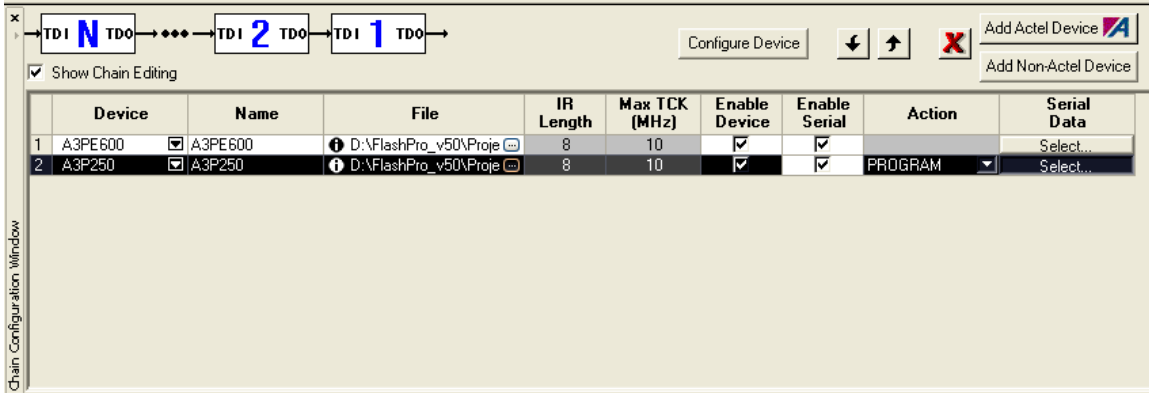 TDI N TDO ••• TDI 2 TDO TDI 1 TDO
Configure Device
Add Actel Device
Show Chain Editing
Add Non-Actel Device
Device Name File IR Length Max TCK (MHz) Enable Device Enable Serial Action Serial Data
1 A3PE600 A3PE600 D:\FlashPro_v50\Proje 8 10 Select...
2 A3P250 A3P250 D:\FlashPro_v50\Proje 8 10 PROGRAM Select...
Chain Configuration Window